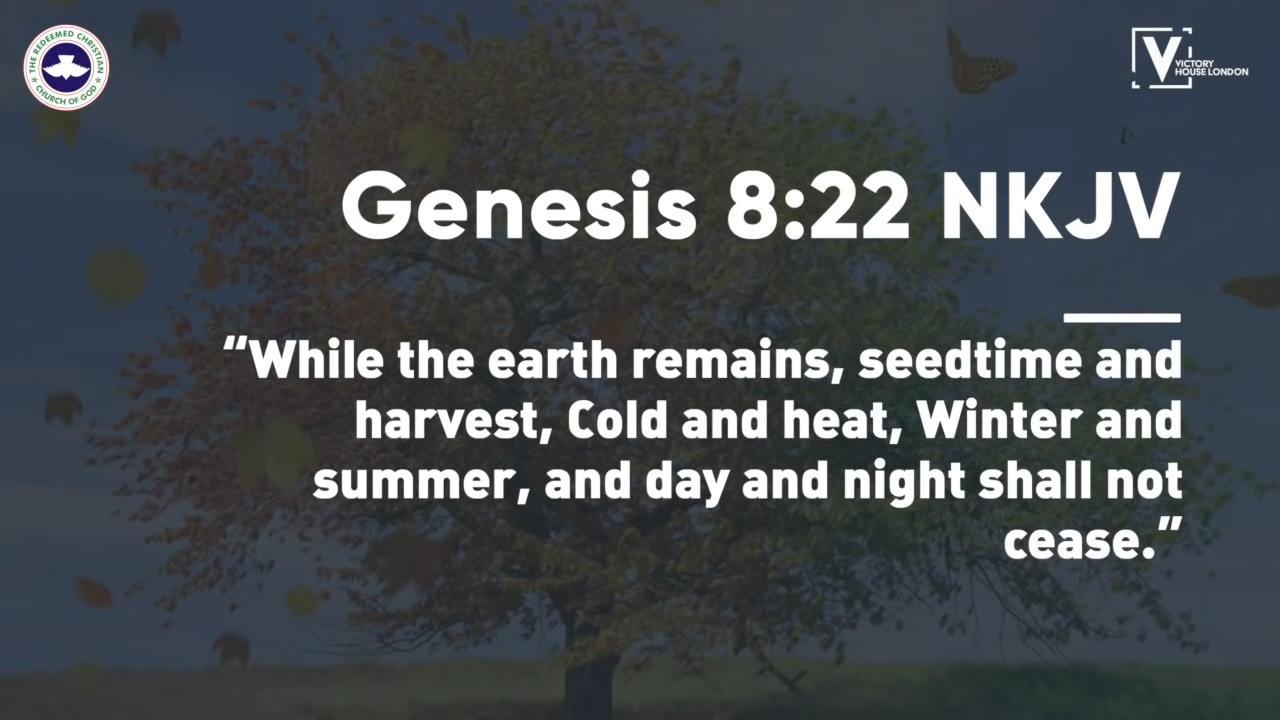 THE REDEEMED CHRISTIAN
CHURCH OF GOD
VICTORY
HOUSE LONDON
Genesis 8:22 NKJV
“While the earth remains, seedtime and
harvest, Cold and heat, Winter and
summer, and day and night shall not
cease.”